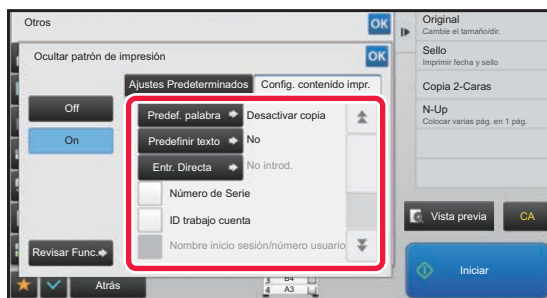 Otros
OK
Ocultar patrón de impresión
OK
Ajustes Predeterminados
Config. contenido impr.
Off
On
Predef. palabra
Desactivar copia
Predefinir texto
No
Entr. Directa
No introd.
Número de Serie
ID trabajo cuenta
Nombre inicio sesión/número usuario
Revisar Func.
Atrás
B4
4 A3
Original
Cambie el tamaño/dir.
Sello
Imprimir fecha y sello
Copia 2-Caras
N-Up
Colocar varias pág. en 1 pág.
Vista previa
CA
Iniciar